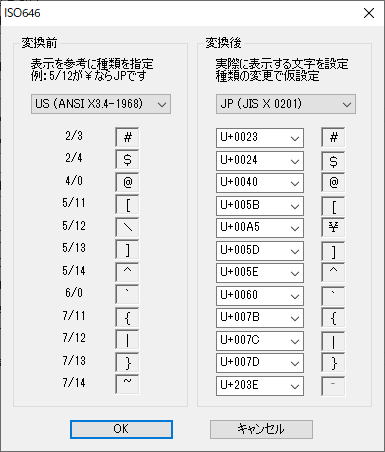 ISO646
変換前
表示を参考に種類を指定
例:5/12が￥ならJPです
US (ANSI X3.4-1968)
2/3 #
2/4 $
4/0 @
5/11 [
5/12 \
5/13 ]
5/14 ^
6/0 `
7/11 {
7/12 |
7/13 }
7/14 ~
変換後
実際に表示する文字を設定
種類の変更で仮設定
JP (JIS X 0201)
U+0023 #
U+0024 $
U+0040 @
U+005B [
U+00A5 ¥
U+005D ]
U+005E ^
U+0060 `
U+007B {
U+007C |
U+007D }
U+203E ‾
OK
キャンセル